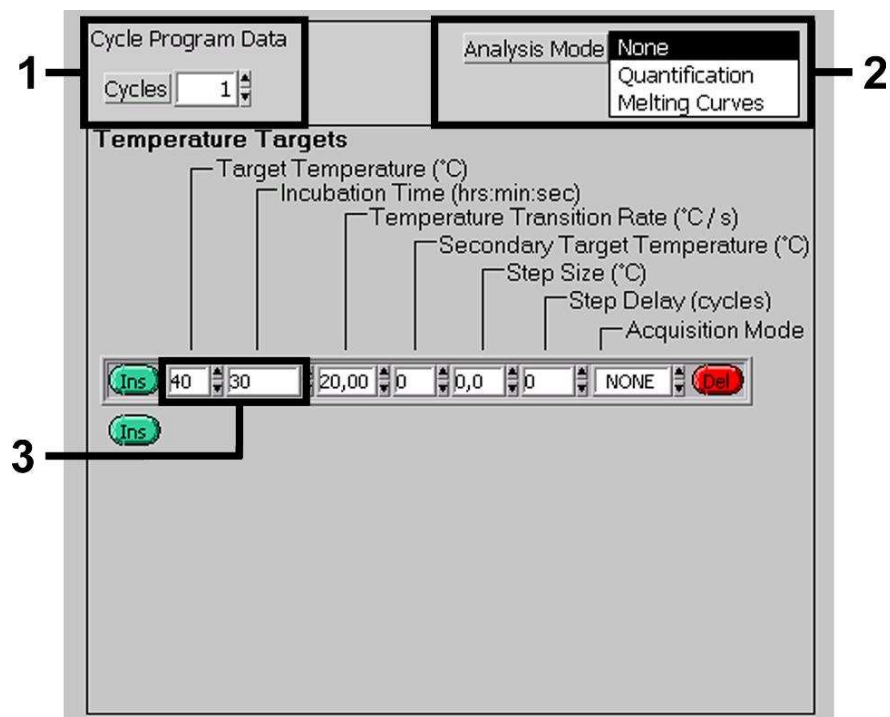 Cycle Program Data
Analysis Mode None
Quantification
Melting Curves
1
2
Cycles 1
Temperature Targets
Target Temperature (°C)
Incubation Time (hrs:min:sec)
Temperature Transition Rate (°C / s)
Secondary Target Temperature (°C)
Step Size (°C)
Step Delay (cycles)
Acquisition Mode
Ins 40 30 20,00 0 0,0 0 NONE Del
Ins
3